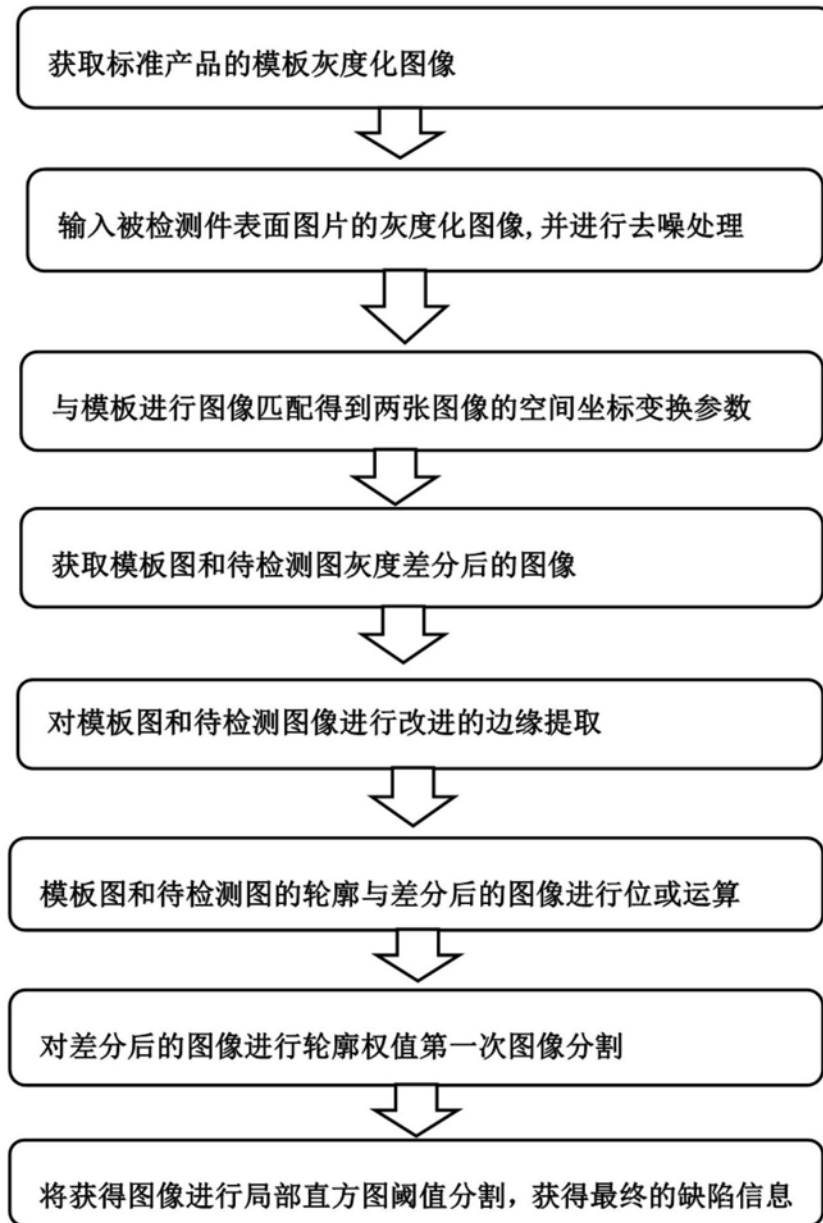 获取标准产品的模板灰度化图像
输入被检测件表面图片的灰度化图像,并进行去噪处理
与模板进行图像匹配得到两张图像的空间坐标变换参数
获取模板图和待检测图灰度差分后的图像
对模板图和待检测图像进行改进的边缘提取
模板图和待检测图的轮廓与差分后的图像进行位或运算
对差分后的图像进行轮廓权值第一次图像分割
将获得图像进行局部直方图阈值分割，获得最终的缺陷信息